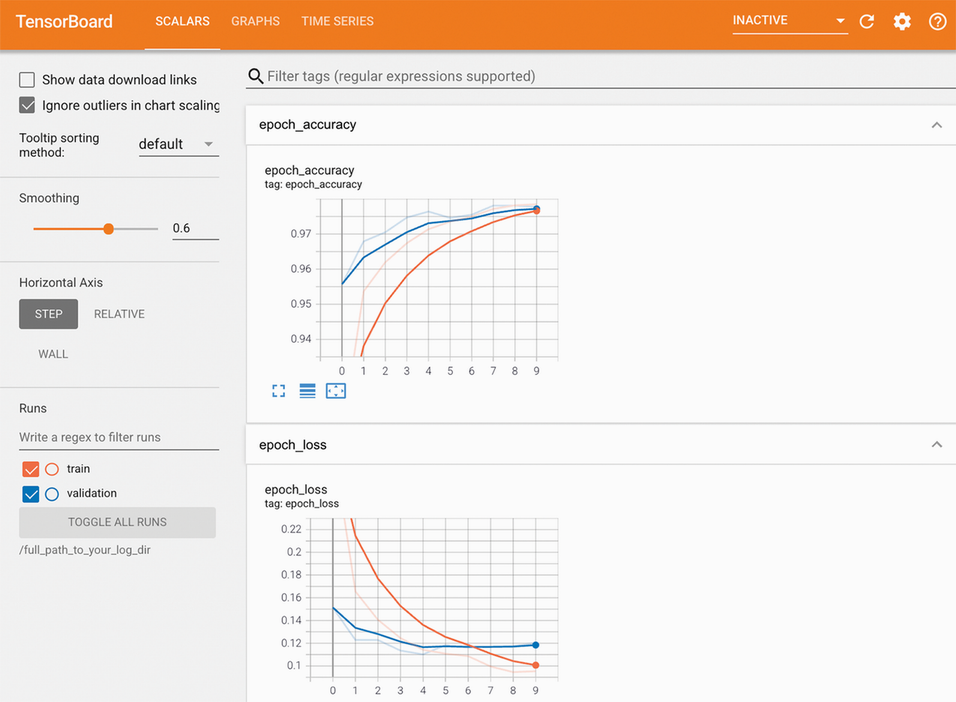 TensorBoard
SCALARS GRAPHS TIME SERIES
INACTIVE
Show data download links
Ignore outliers in chart scaling
Tooltip sorting
method:
default
Smoothing
0.6
Horizontal Axis
STEP RELATIVE
WALL
Runs
Write a regex to filter runs
train
validation
TOGGLE ALL RUNS
/full_path_to_your_log_dir
Filter tags (regular expressions supported)
epoch_accuracy
epoch_accuracy
tag: epoch_accuracy
0.97
0.96
0.95
0.94
0 1 2 3 4 5 6 7 8 9
epoch_loss
epoch_loss
tag: epoch_loss
0.22
0.2
0.18
0.16
0.14
0.12
0.1
0 1 2 3 4 5 6 7 8 9